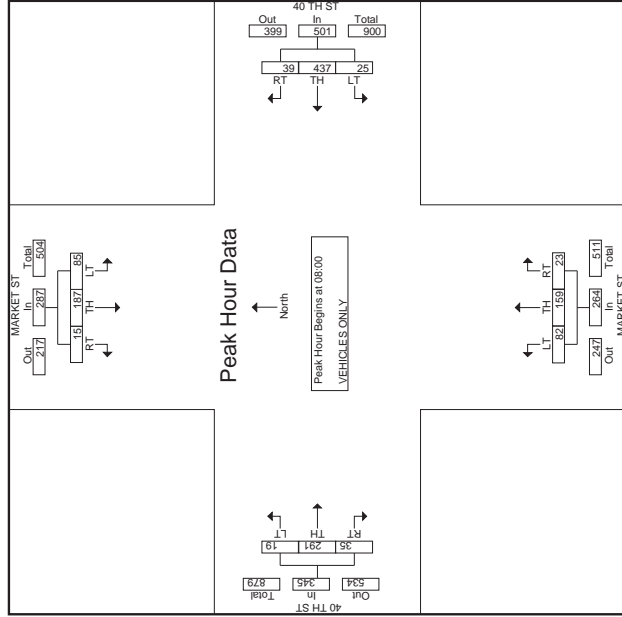 40 TH ST
Out In Total
399 501 900
39 437 25
RT TH LT
MARKET ST
Out In Total
217 287 504
15 187 85
RT TH LT
Peak Hour Data
North
Peak Hour Begins at 08:00
VEHICLES ONLY
LT TH RT
82 159 23
247 264 511
Out In Total
MARKET ST
LT TH RT
19 291 35
879 345 534
Total In Out
40 TH ST